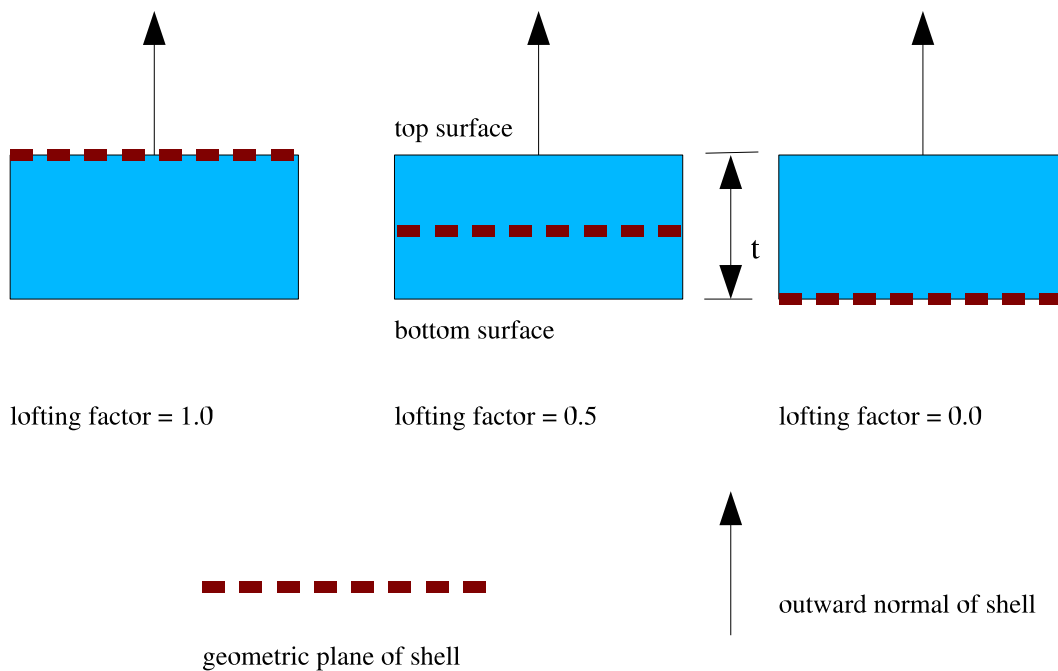 top surface
t
bottom surface
lofting factor = 1.0
lofting factor = 0.5
lofting factor = 0.0
outward normal of shell
geometric plane of shell